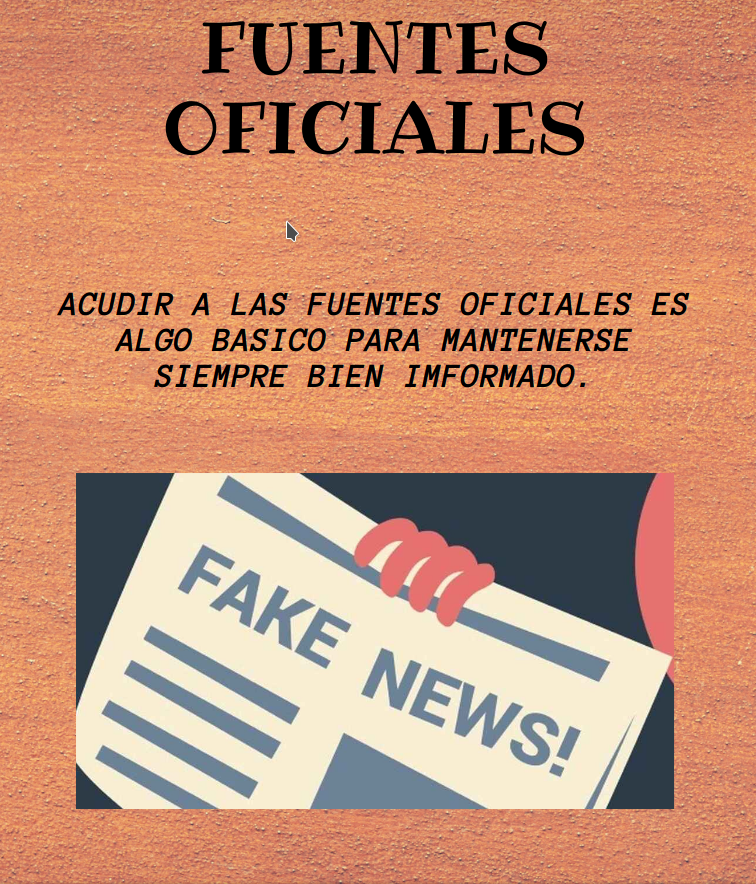 FUENTES
OFICIALES
ACUDIR A LAS FUENTES OFICIALES ES
ALGO BASICO PARA MANTENERSE
SIEMPRE BIEN IMFORMADO.
FAKE NEWS!